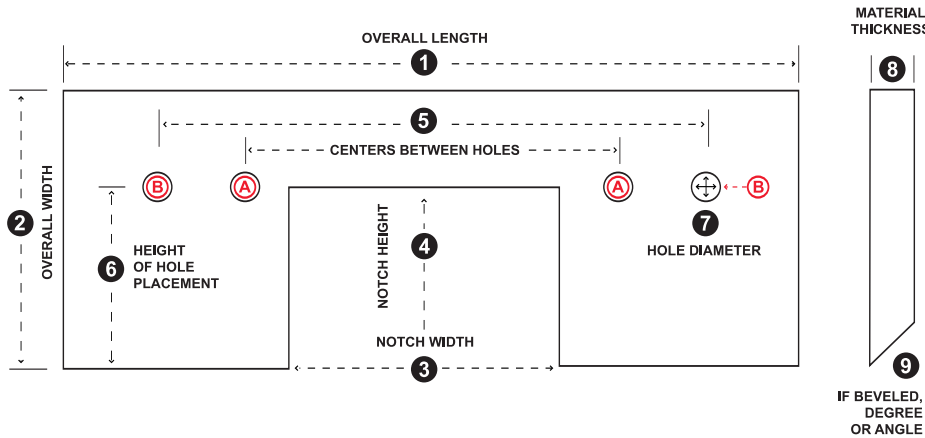 MATERIAL
THICKNESS
OVERALL LENGTH
1
8
5
CENTERS BETWEEN HOLES
B
A
A
B
2
OVERALL WIDTH
6
HEIGHT
OF HOLE
PLACEMENT
NOTCH HEIGHT
4
7
HOLE DIAMETER
NOTCH WIDTH
3
9
IF BEVELED,
DEGREE
OR ANGLE